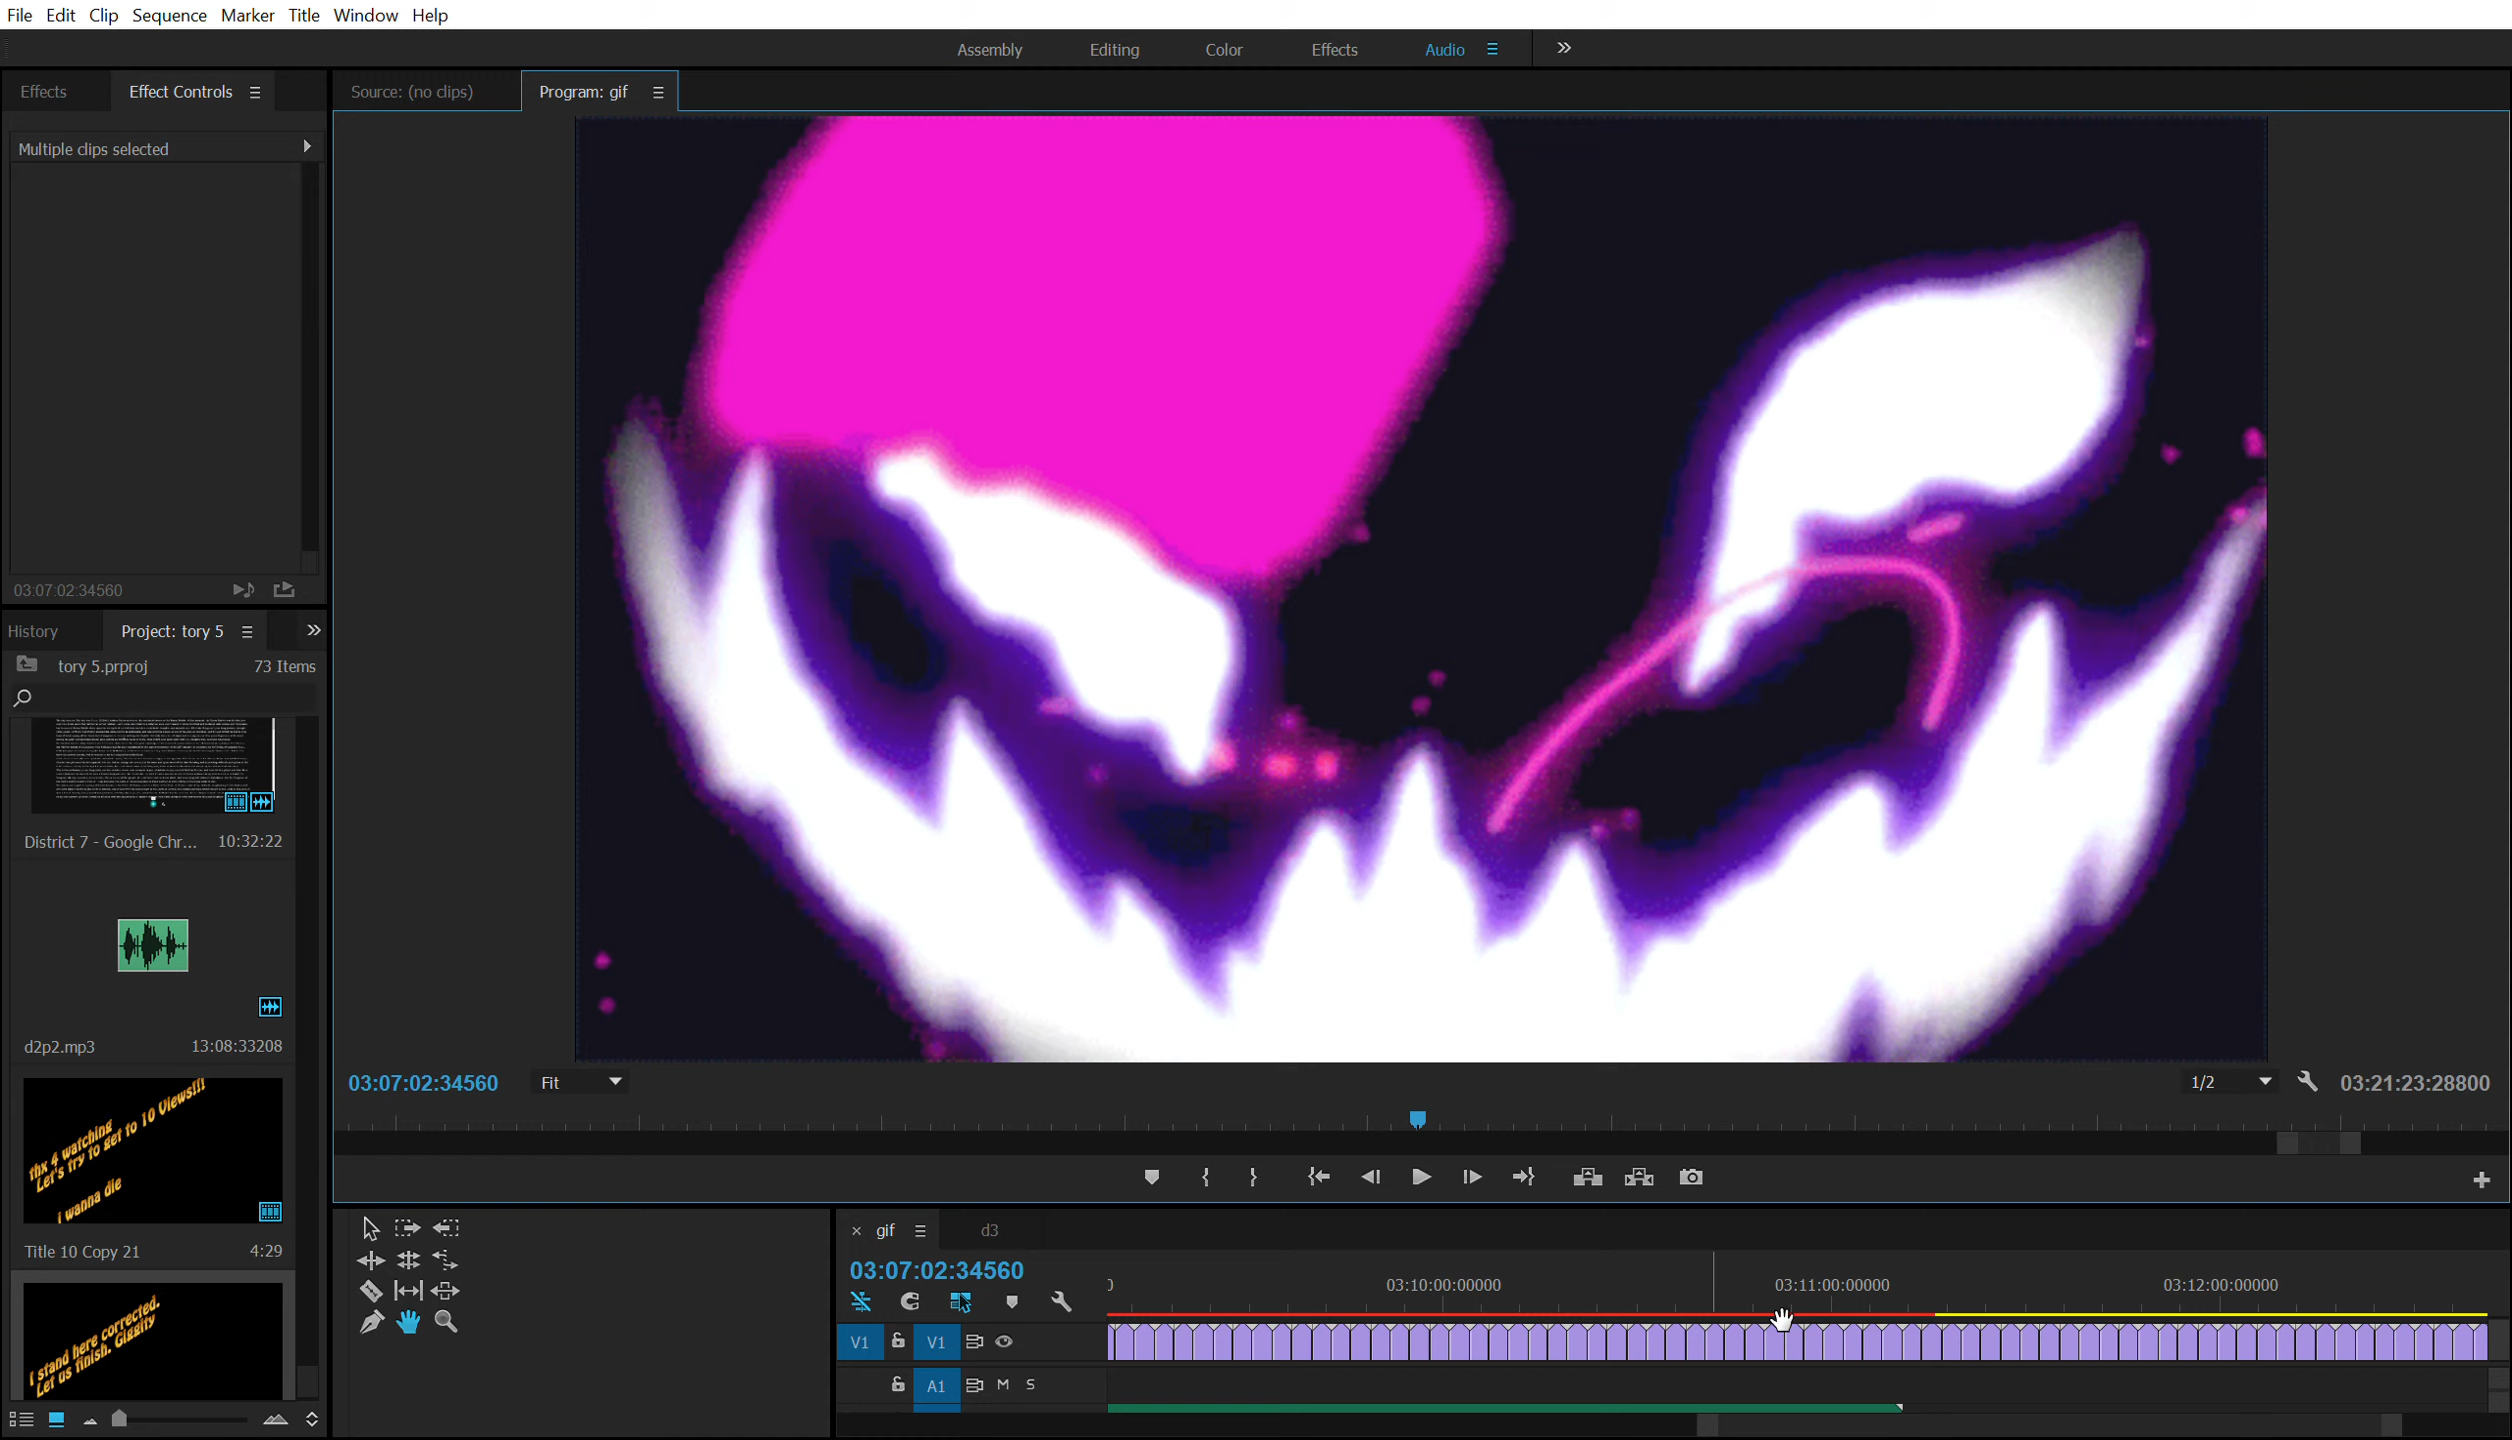 File Edit Clip Sequence Marker Title Window Help
Assembly Editing Color Effects Audio
Effects Effect Controls
Source: (no clips) Program: gif
Multiple clips selected
03:07:02:34560
History Project: tory 5
tory 5.prproj 73 Items
District 7 - Google Chr... 10:32:22
d2p2.mp3 13:08:33208
thx 4 watching
Let's try to get to 10 Views!!!
i wanna die
Title 10 Copy 21 4:29
I stand here corrected.
Let us finish. Giggity
03:07:02:34560 Fit 1/2 03:21:23:28800
gif d3
03:07:02:34560
03:10:00:00000 03:11:00:00000 03:12:00:00000
V1 V1
A1 M S